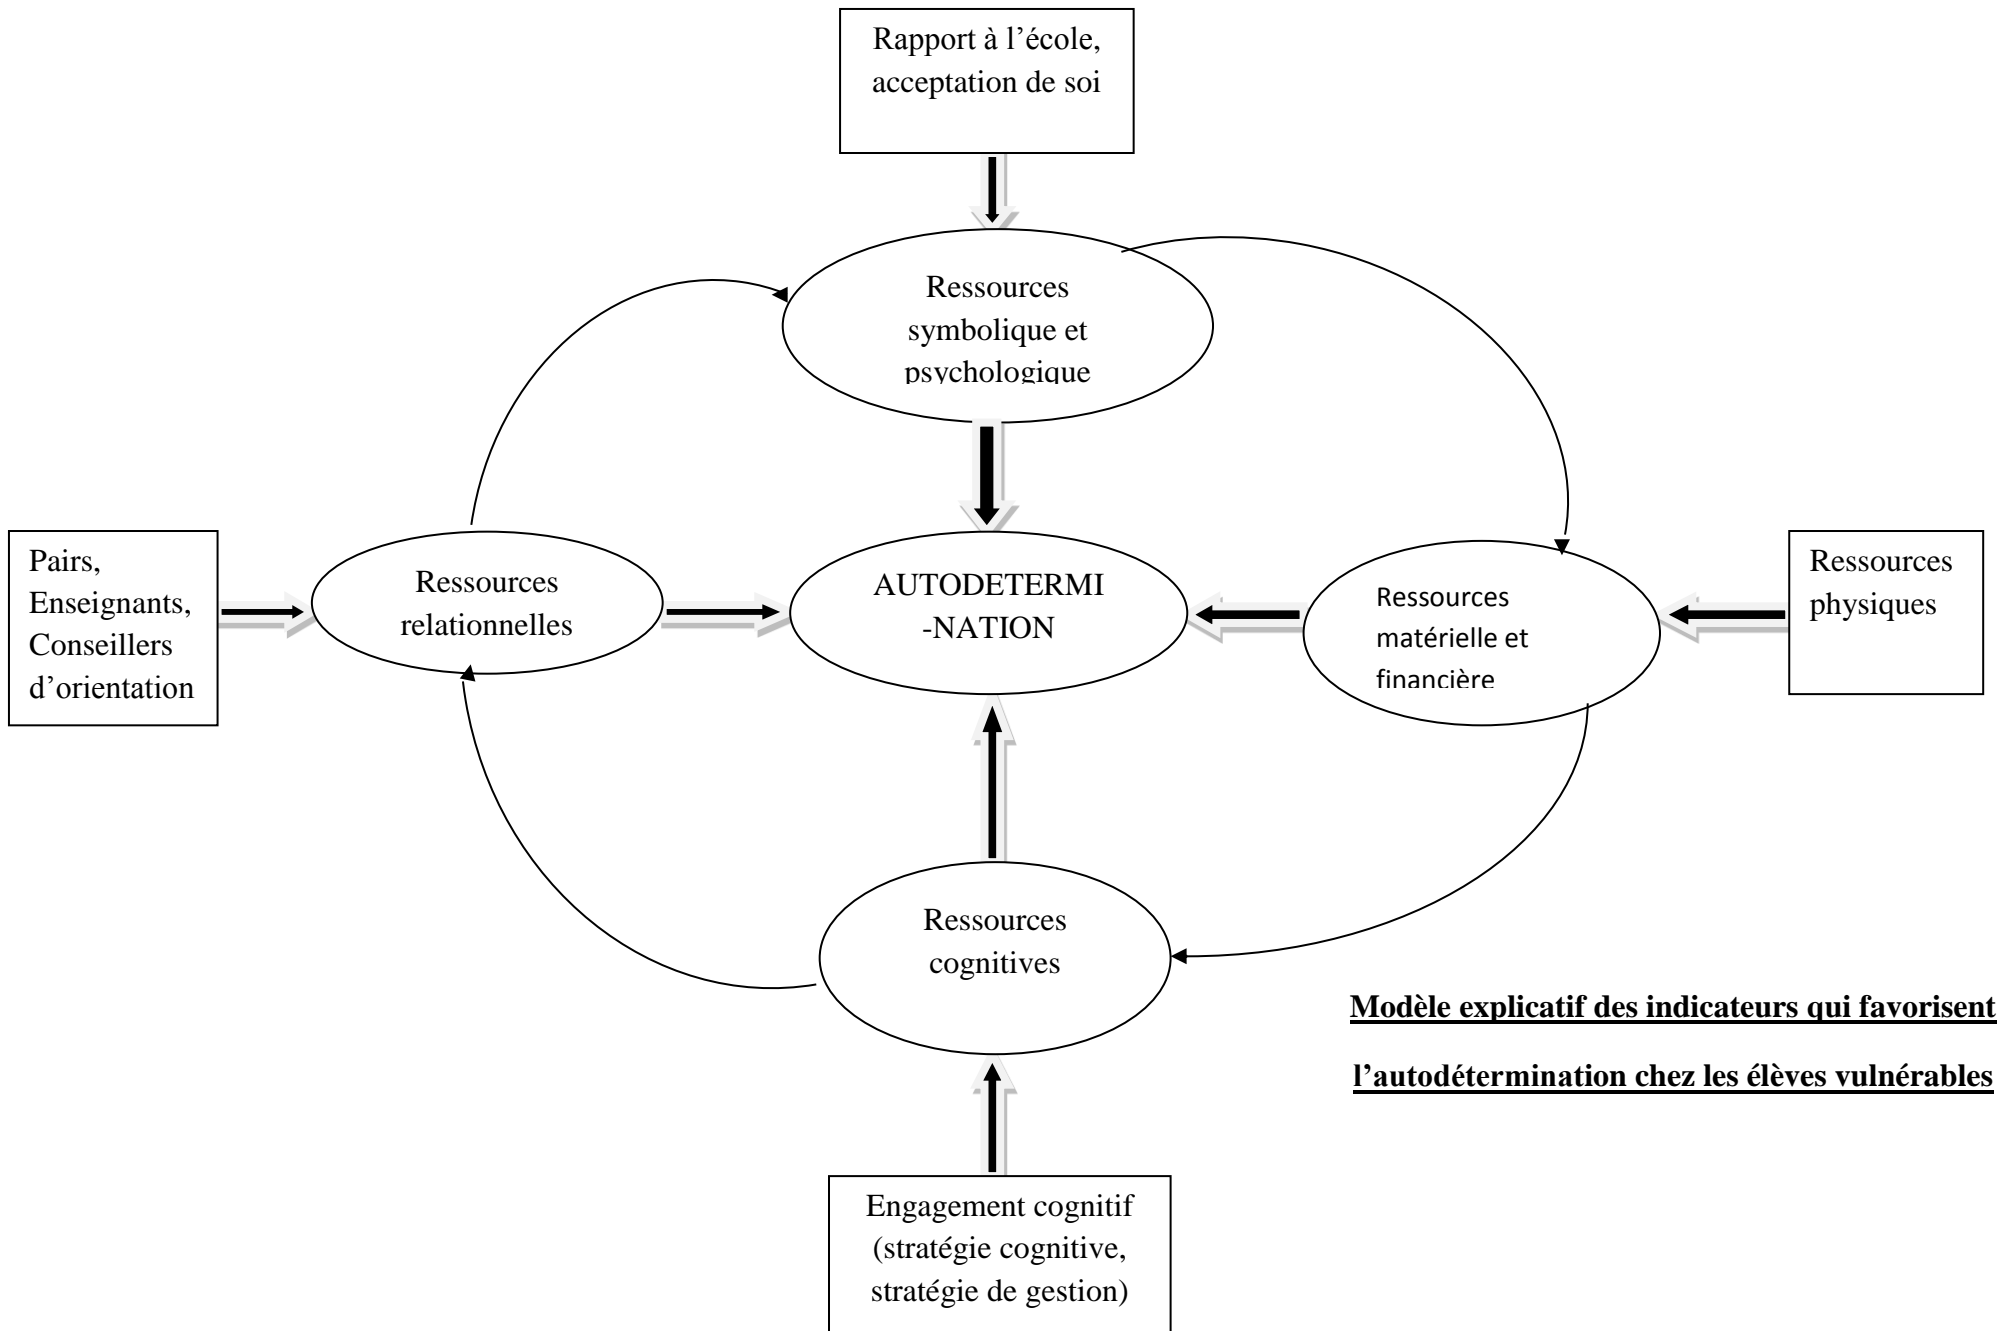 Rapport à l’école,
acceptation de soi
Ressources
symbolique et
psychologique
Pairs,
Enseignants,
Conseillers
d’orientation
Ressources
relationnelles
AUTODETERMI
-NATION
Ressources
matérielle et
financière
Ressources
physiques
Ressources
cognitives
Modèle explicatif des indicateurs qui favorisent
l’autodétermination chez les élèves vulnérables
Engagement cognitif
(stratégie cognitive,
stratégie de gestion)